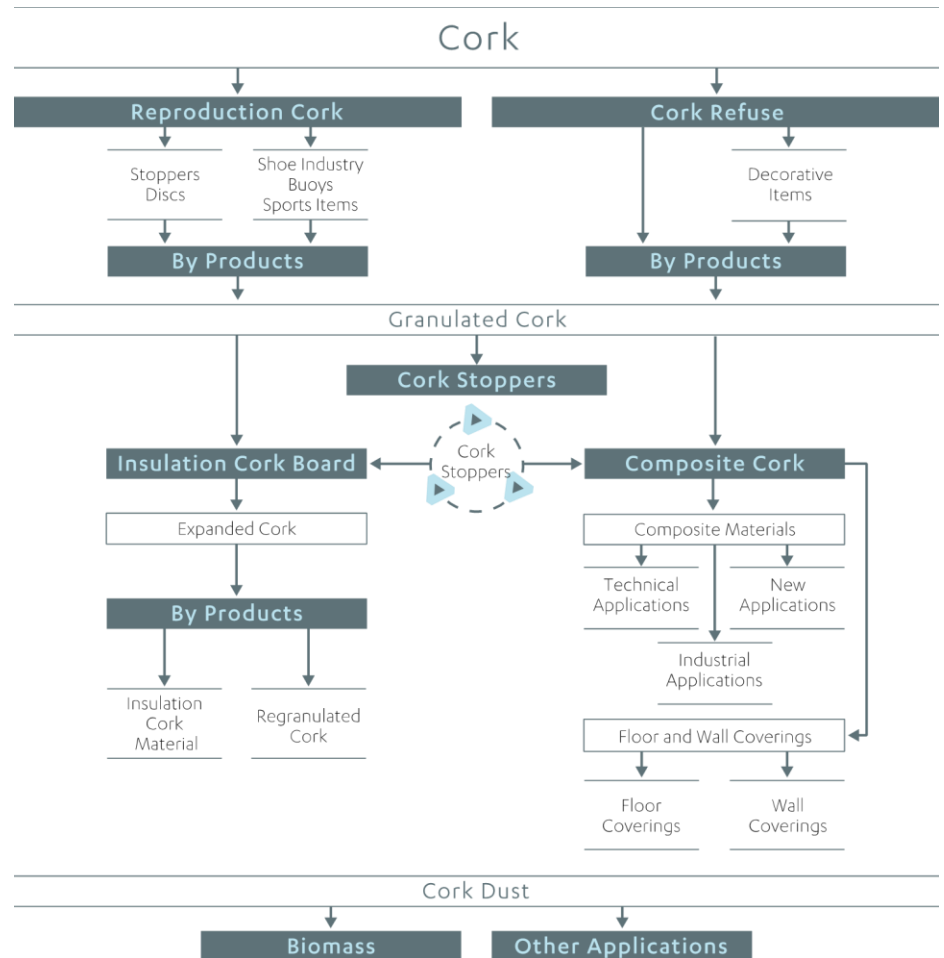 Cork
Reproduction Cork
Cork Refuse
Stoppers
Discs
Shoe Industry
Buoys
Sports Items
Decorative
Items
By Products
By Products
Granulated Cork
Cork Stoppers
Cork
Stoppers
Insulation Cork Board
Composite Cork
Expanded Cork
Composite Materials
Technical
Applications
New
Applications
By Products
Industrial
Applications
Insulation
Cork
Material
Regranulated
Cork
Floor and Wall Coverings
Floor
Coverings
Wall
Coverings
Cork Dust
Biomass
Other Applications